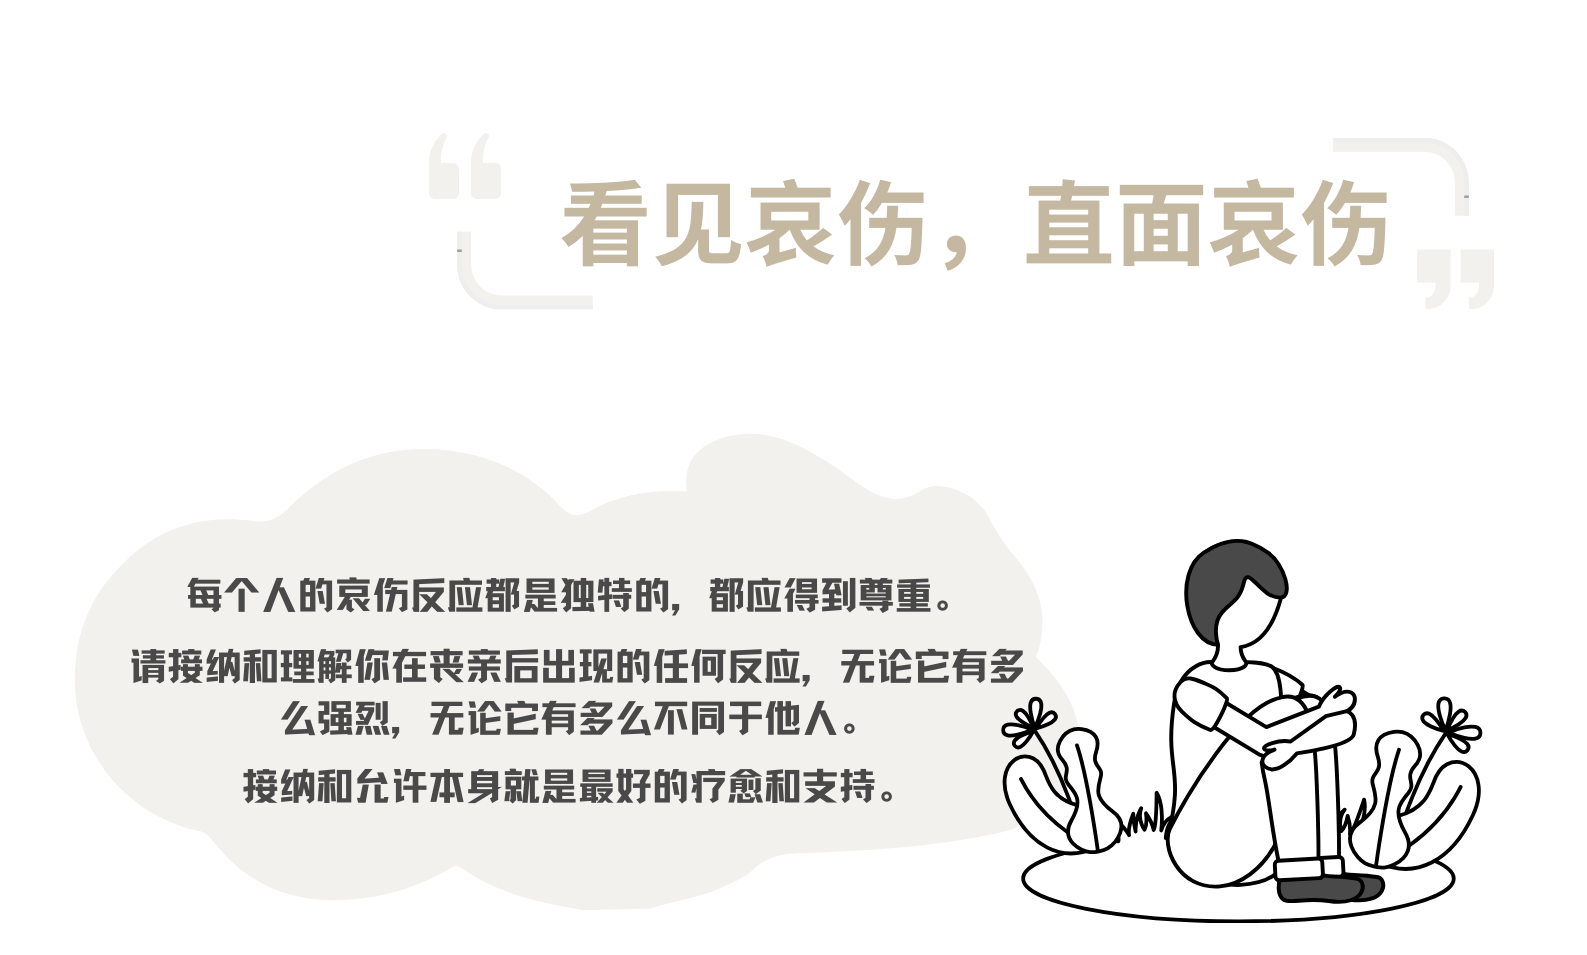 看见哀伤，直面哀伤
每个人的哀伤反应都是独特的，都应得到尊重。
请接纳和理解你在丧亲后出现的任何反应，无论它有多
么强烈，无论它有多么不同于他人。
接纳和允许本身就是最好的疗愈和支持。